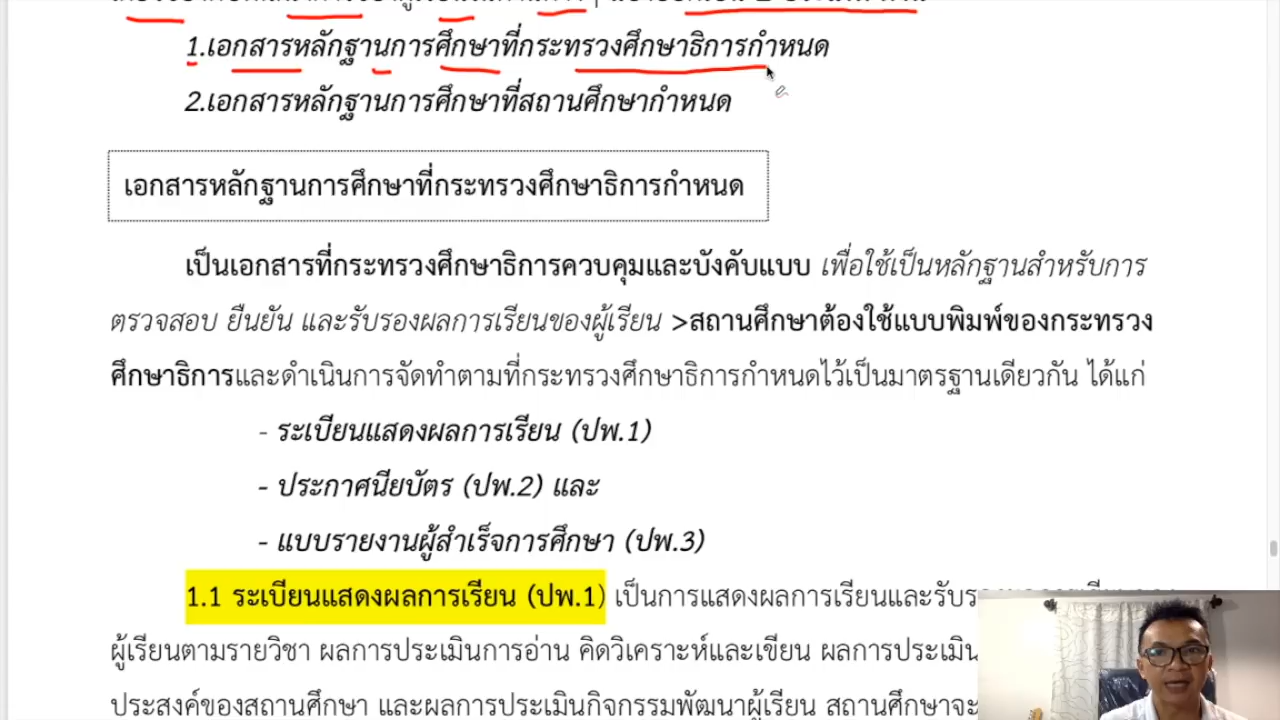 1.เอกสารหลักฐานการศึกษาที่กระทรวงศึกษาธิการกำหนด
2.เอกสารหลักฐานการศึกษาที่สถานศึกษากำหนด
เอกสารหลักฐานการศึกษาที่กระทรวงศึกษาธิการกำหนด
เป็นเอกสารที่กระทรวงศึกษาธิการควบคุมและบังคับแบบ เพื่อใช้เป็นหลักฐานสำหรับการ
ตรวจสอบ ยืนยัน และรับรองผลการเรียนของผู้เรียน >สถานศึกษาต้องใช้แบบพิมพ์ของกระทรวง
ศึกษาธิการและดำเนินการจัดทำตามที่กระทรวงศึกษาธิการกำหนดไว้เป็นมาตรฐานเดียวกัน ได้แก่
- ระเบียนแสดงผลการเรียน (ปพ.1)
- ประกาศนียบัตร (ปพ.2) และ
- แบบรายงานผู้สำเร็จการศึกษา (ปพ.3)
1.1 ระเบียนแสดงผลการเรียน (ปพ.1) เป็นการแสดงผลการเรียนและ
ผู้เรียนตามรายวิชา ผลการประเมินการอ่าน คิดวิเคราะห์และเขียน ผลการประเมิน
ประสงค์ของสถานศึกษา และผลการประเมินกิจกรรมพัฒนาผู้เรียน สถานศึกษาจะ